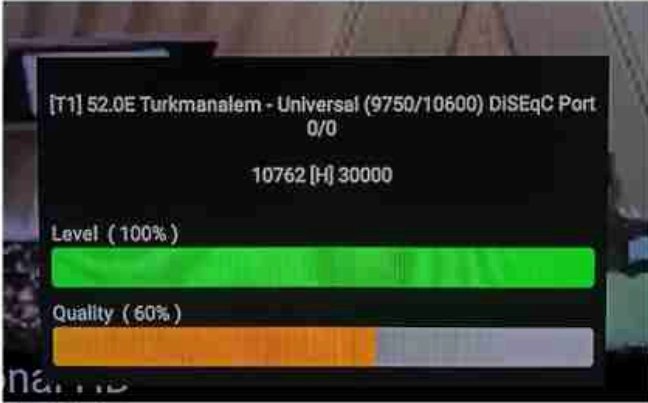 [T1] 52.0E Turkmanalem - Universal (9750/10600) DiSEqC Port
0/0
10762 [H] 30000
Level ( 100% )
Quality ( 60% )